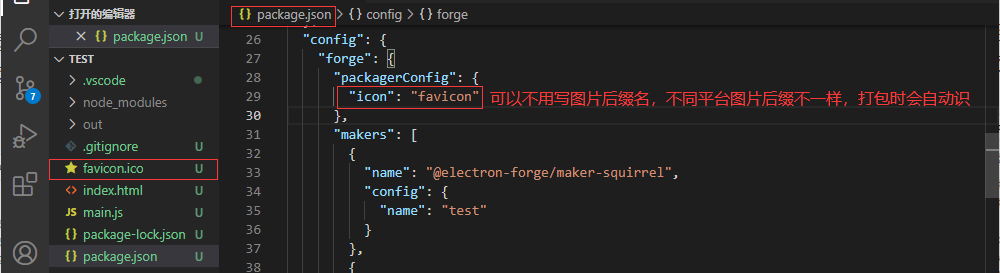 打开的编辑器
package.json U
TEST
.vscode
node_modules
out
.gitignore U
favicon.ico U
index.html U
main.js U
package-lock.json U
package.json U
7
package.json > {} config > {} forge
26 "config": {
27 "forge": {
28 "packagerConfig": {
29 "icon": "favicon" 可以不用写图片后缀名，不同平台图片后缀不一样，打包时会自动识
30 },
31 "makers": [
32 {
33 "name": "@electron-forge/maker-squirrel",
34 "config": {
35 "name": "test"
36 }
37 },
38 {